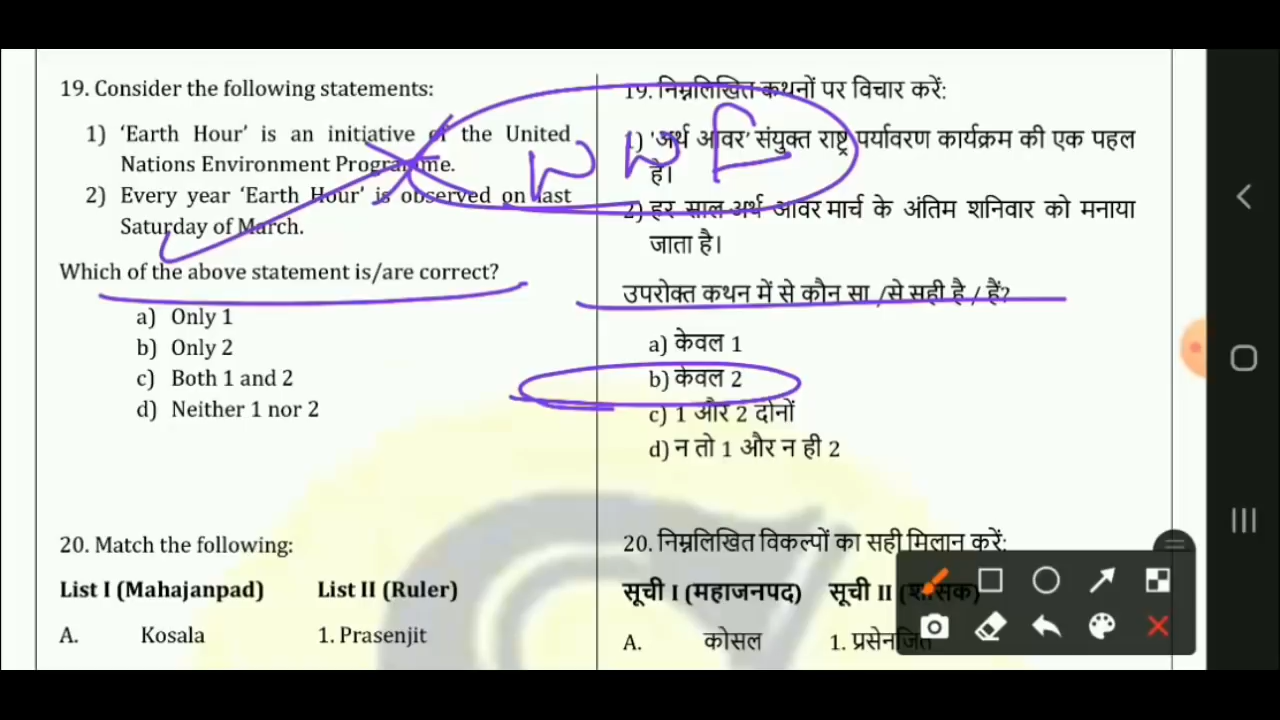 19. Consider the following statements:
1) ‘Earth Hour’ is an initiative of the United
Nations Environment Programme.
2) Every year ‘Earth Hour’ is observed on last
Saturday of March.
Which of the above statement is/are correct?
a) Only 1
b) Only 2
c) Both 1 and 2
d) Neither 1 nor 2
20. Match the following:
List I (Mahajanpad) List II (Ruler)
A. Kosala 1. Prasenjit
19. निम्नलिखित कथनों पर विचार करें:
1) 'अर्थ आवर' संयुक्त राष्ट्र पर्यावरण कार्यक्रम की एक पहल
है।
2) हर साल अर्थ आवर मार्च के अंतिम शनिवार को मनाया
जाता है।
उपरोक्त कथन में से कौन सा /से सही है / हैं?
a) केवल 1
b) केवल 2
c) 1 और 2 दोनों
d) न तो 1 और न ही 2
20. निम्नलिखित विकल्पों का सही मिलान करें:
सूची I (महाजनपद) सूची II (शासक)
A. कोसल 1. प्रसेनजित